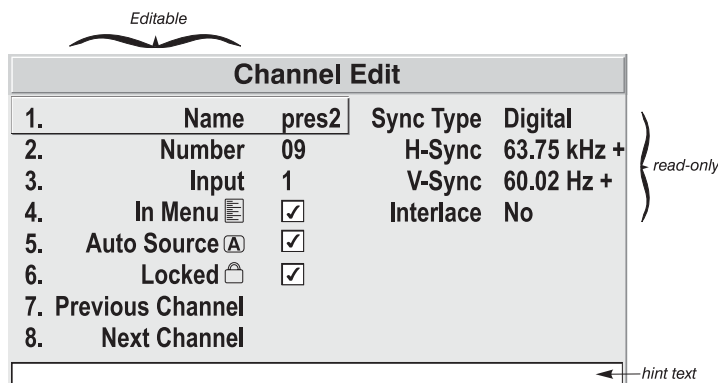 Editable
Channel Edit
1. Name pres2 Sync Type Digital
2. Number 09 H-Sync 63.75 kHz +
3. Input 1 V-Sync 60.02 Hz +
read-only
4. In Menu Interlace No
5. Auto Source A
6. Locked
7. Previous Channel
8. Next Channel
hint text